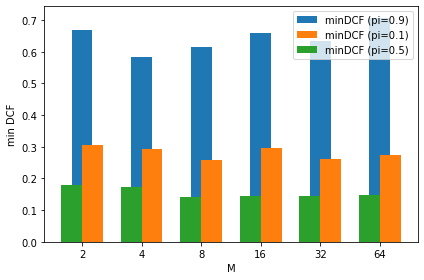 minDCF (pi=0.9)
minDCF (pi=0.1)
minDCF (pi=0.5)
0.7
0.6
0.5
0.4
0.3
0.2
0.1
0.0
min DCF
2 4 8 16 32 64
M